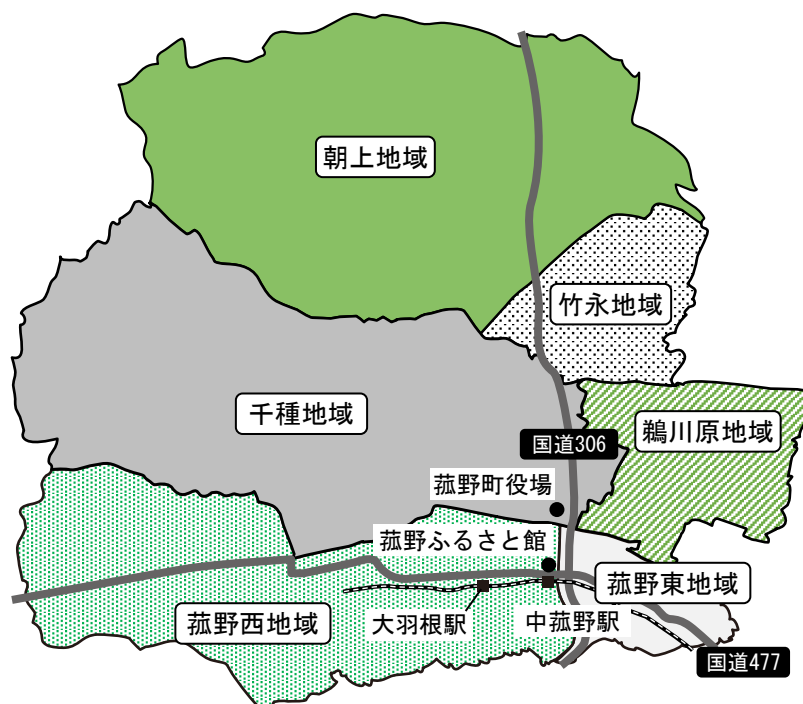 朝上地域
竹永地域
千種地域
鵜川原地域
国道306
菰野町役場
菰野ふるさと館
菰野東地域
菰野西地域
大羽根駅
中菰野駅
国道477